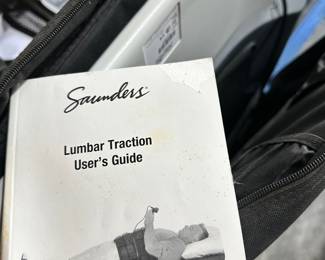 Saunders
Lumbar Traction
User's Guide